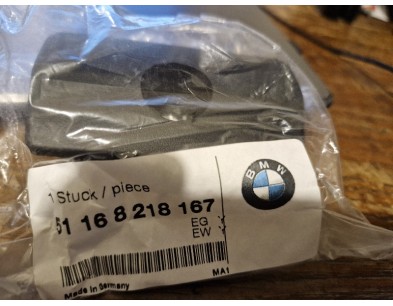 1 Stück / piece
51 16 8 218 167
EG
EW
BMW
MA1
Made in Germany